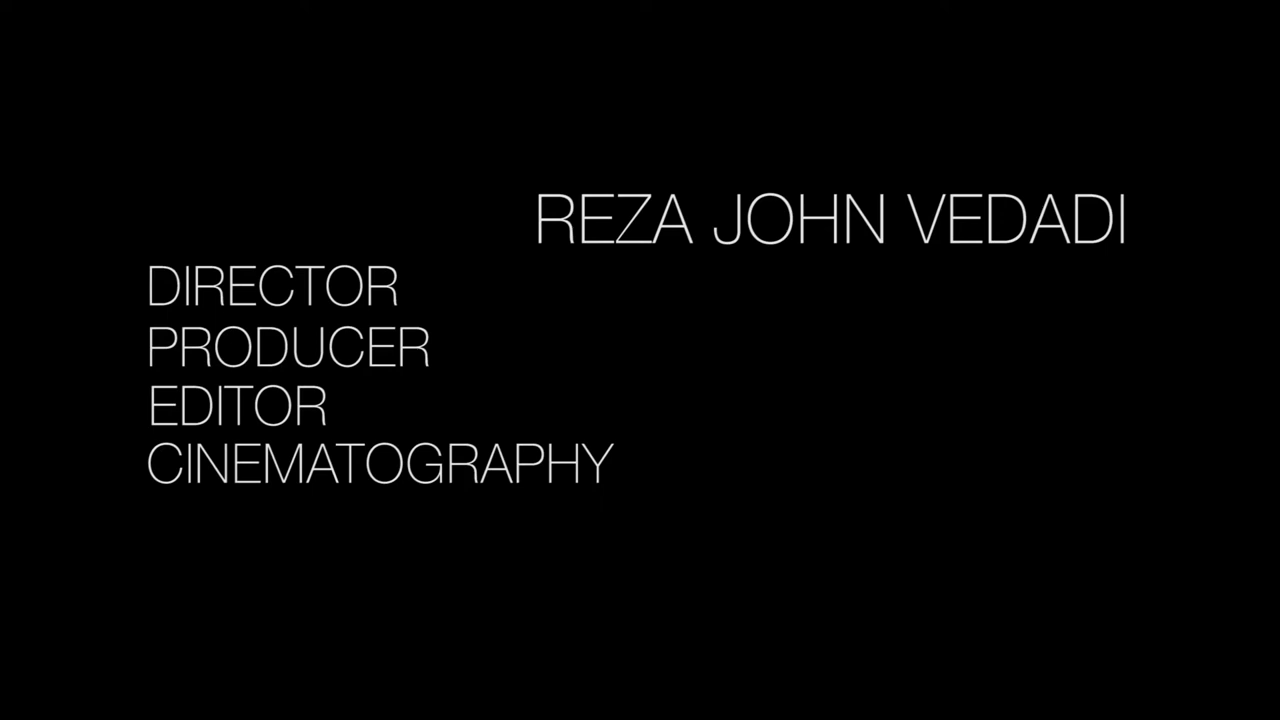 REZA JOHN VEDADI
DIRECTOR
PRODUCER
EDITOR
CINEMATOGRAPHY